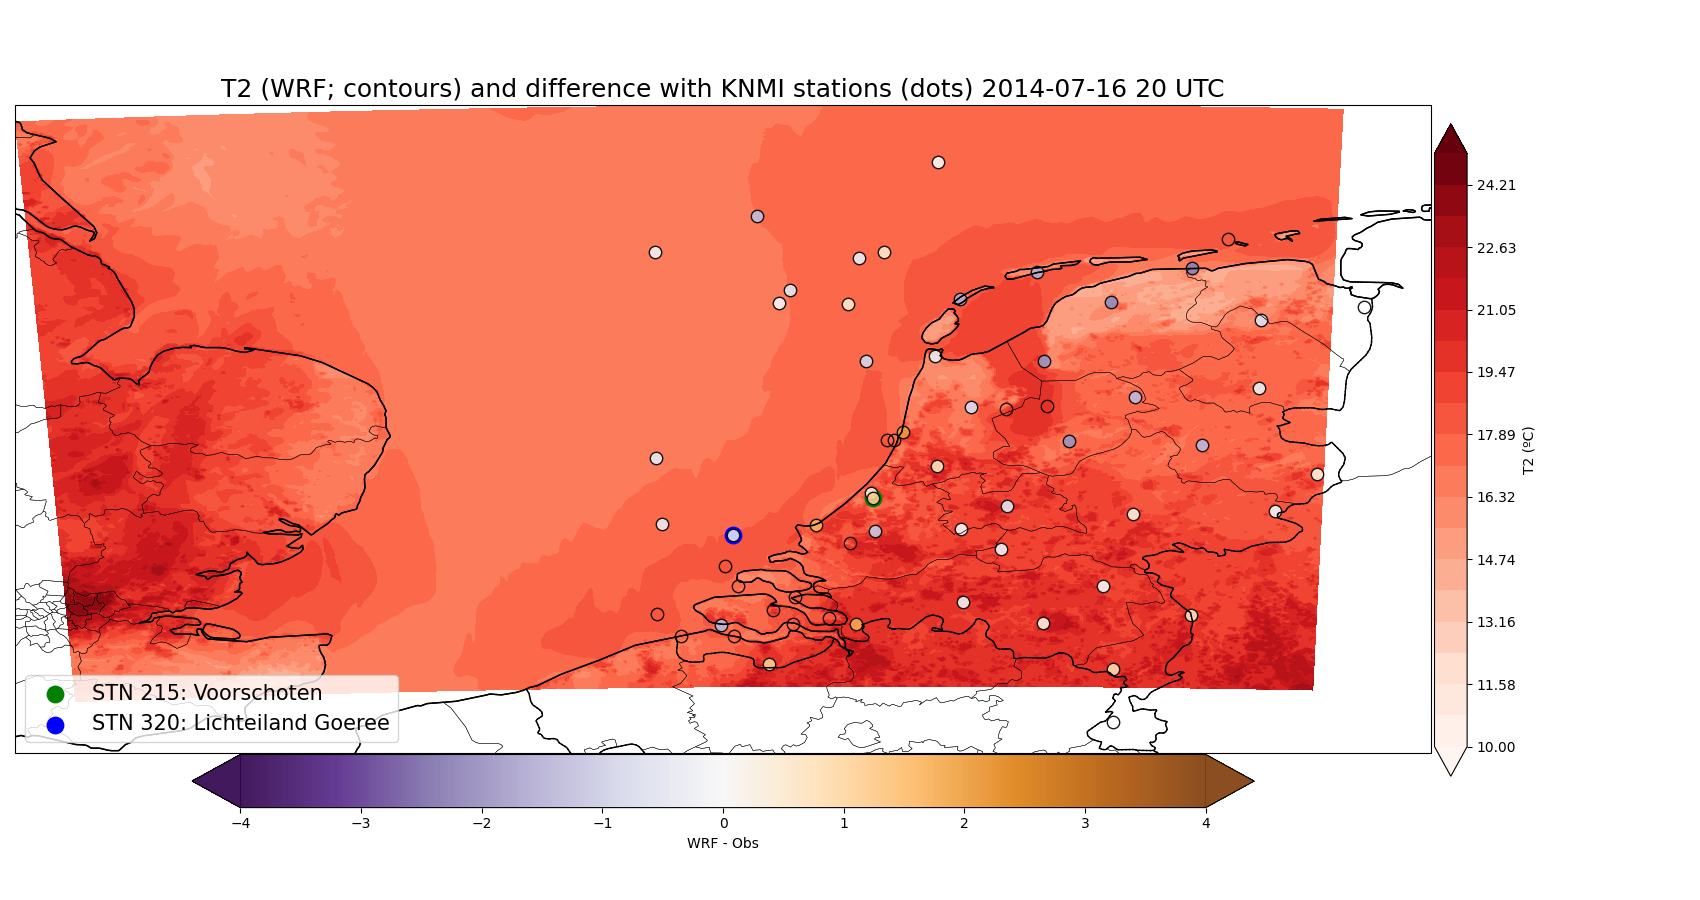 T2 (WRF; contours) and difference with KNMI stations (dots) 2014-07-16 20 UTC
24.21
22.63
21.05
19.47
17.89
16.32
14.74
13.16
11.58
10.00
T2 (ºC)
STN 215: Voorschoten
STN 320: Lichteiland Goeree
−4 −3 −2 −1 0 1 2 3 4
WRF - Obs